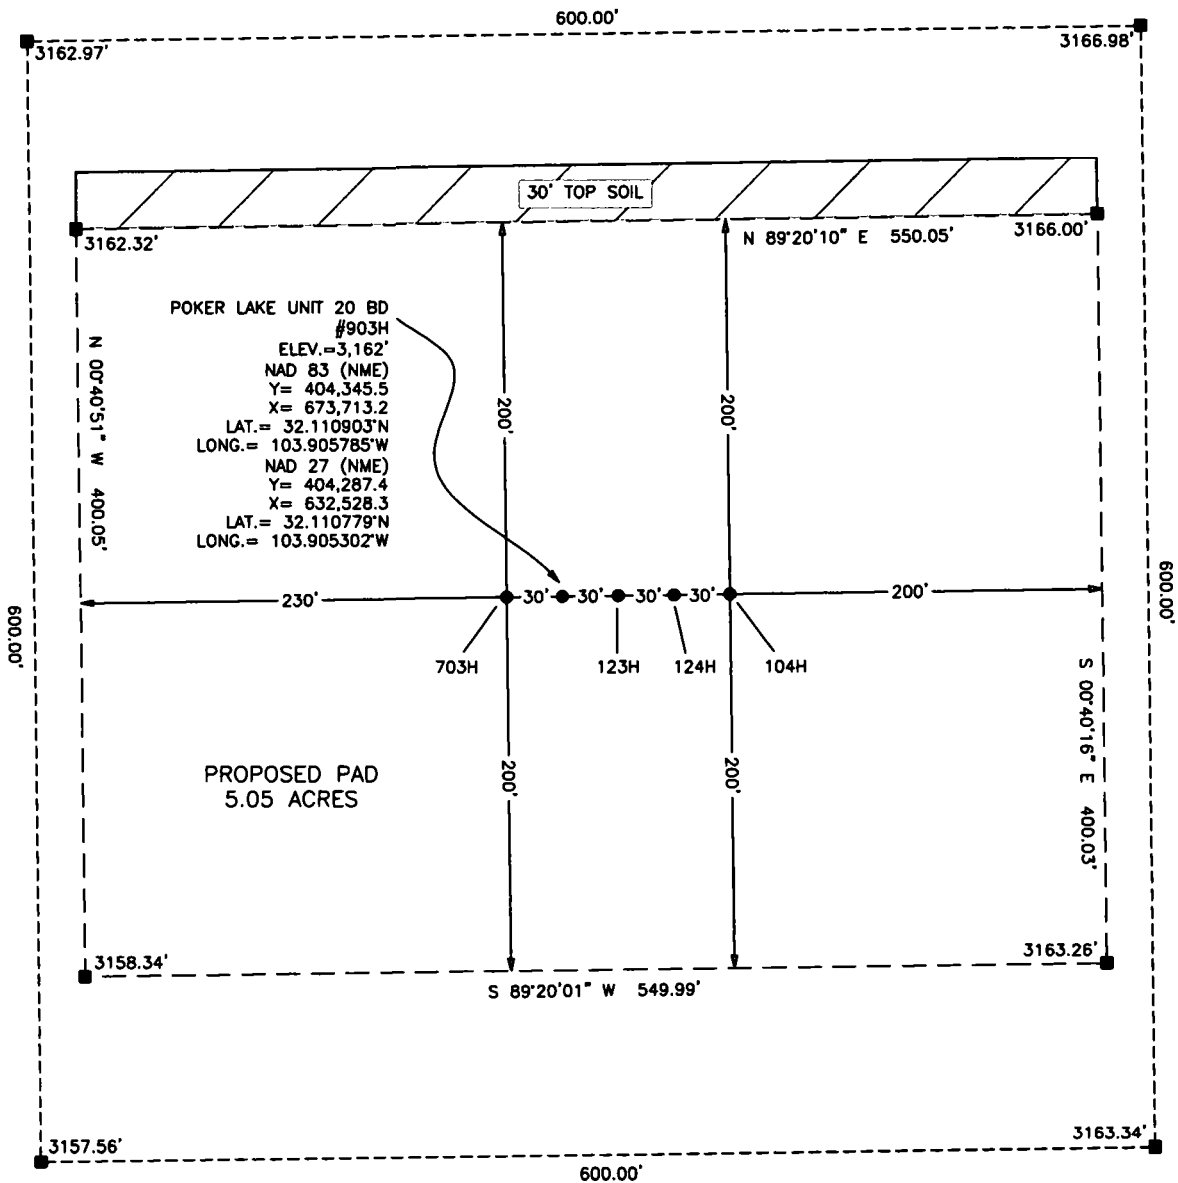 600.00'
3162.97'
3166.98'
30' TOP SOIL
3162.32'
N 89°20'10" E 550.05'
3166.00'
POKER LAKE UNIT 20 BD
#903H
ELEV.=3,162'
NAD 83 (NME)
Y= 404,345.5
X= 673,713.2
LAT.= 32.110903°N
LONG.= 103.905785°W
NAD 27 (NME)
Y= 404,287.4
X= 632,528.3
LAT.= 32.110779°N
LONG.= 103.905302°W
N 00°40'51" W 400.05'
200'
200'
600.00'
230'
30'
30'
30'
30'
200'
600.00'
703H
123H
124H
104H
S 00°40'16" E 400.03'
PROPOSED PAD
5.05 ACRES
200'
200'
3158.34'
3163.26'
S 89°20'01" W 549.99'
3157.56'
3163.34'
600.00'